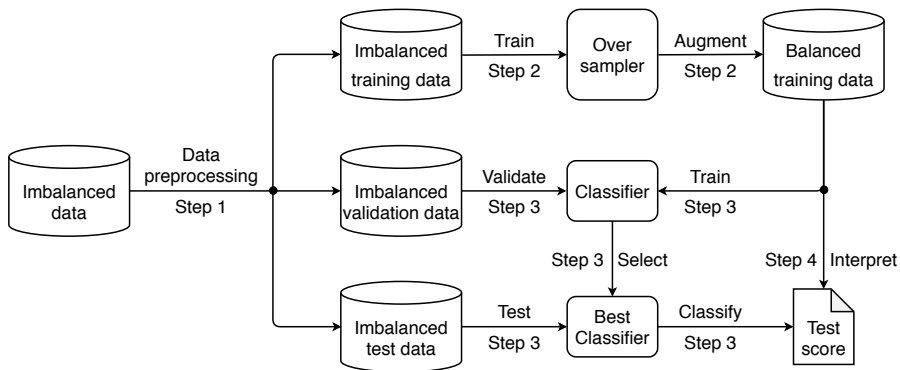 Imbalanced
training data
Train
Step 2
Over
sampler
Augment
Step 2
Balanced
training data
Imbalanced
data
Data
preprocessing
Step 1
Imbalanced
validation data
Validate
Step 3
Classifier
Train
Step 3
Step 3 Select
Step 4 Interpret
Imbalanced
test data
Test
Step 3
Best
Classifier
Classify
Step 3
Test
score